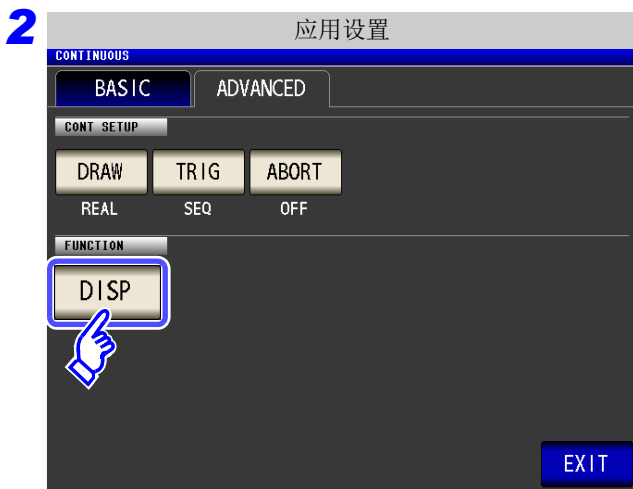 2
应用设置
CONTINUOUS
BASIC ADVANCED
CONT SETUP
DRAW TRIG ABORT
REAL SEQ OFF
FUNCTION
DISP
EXIT